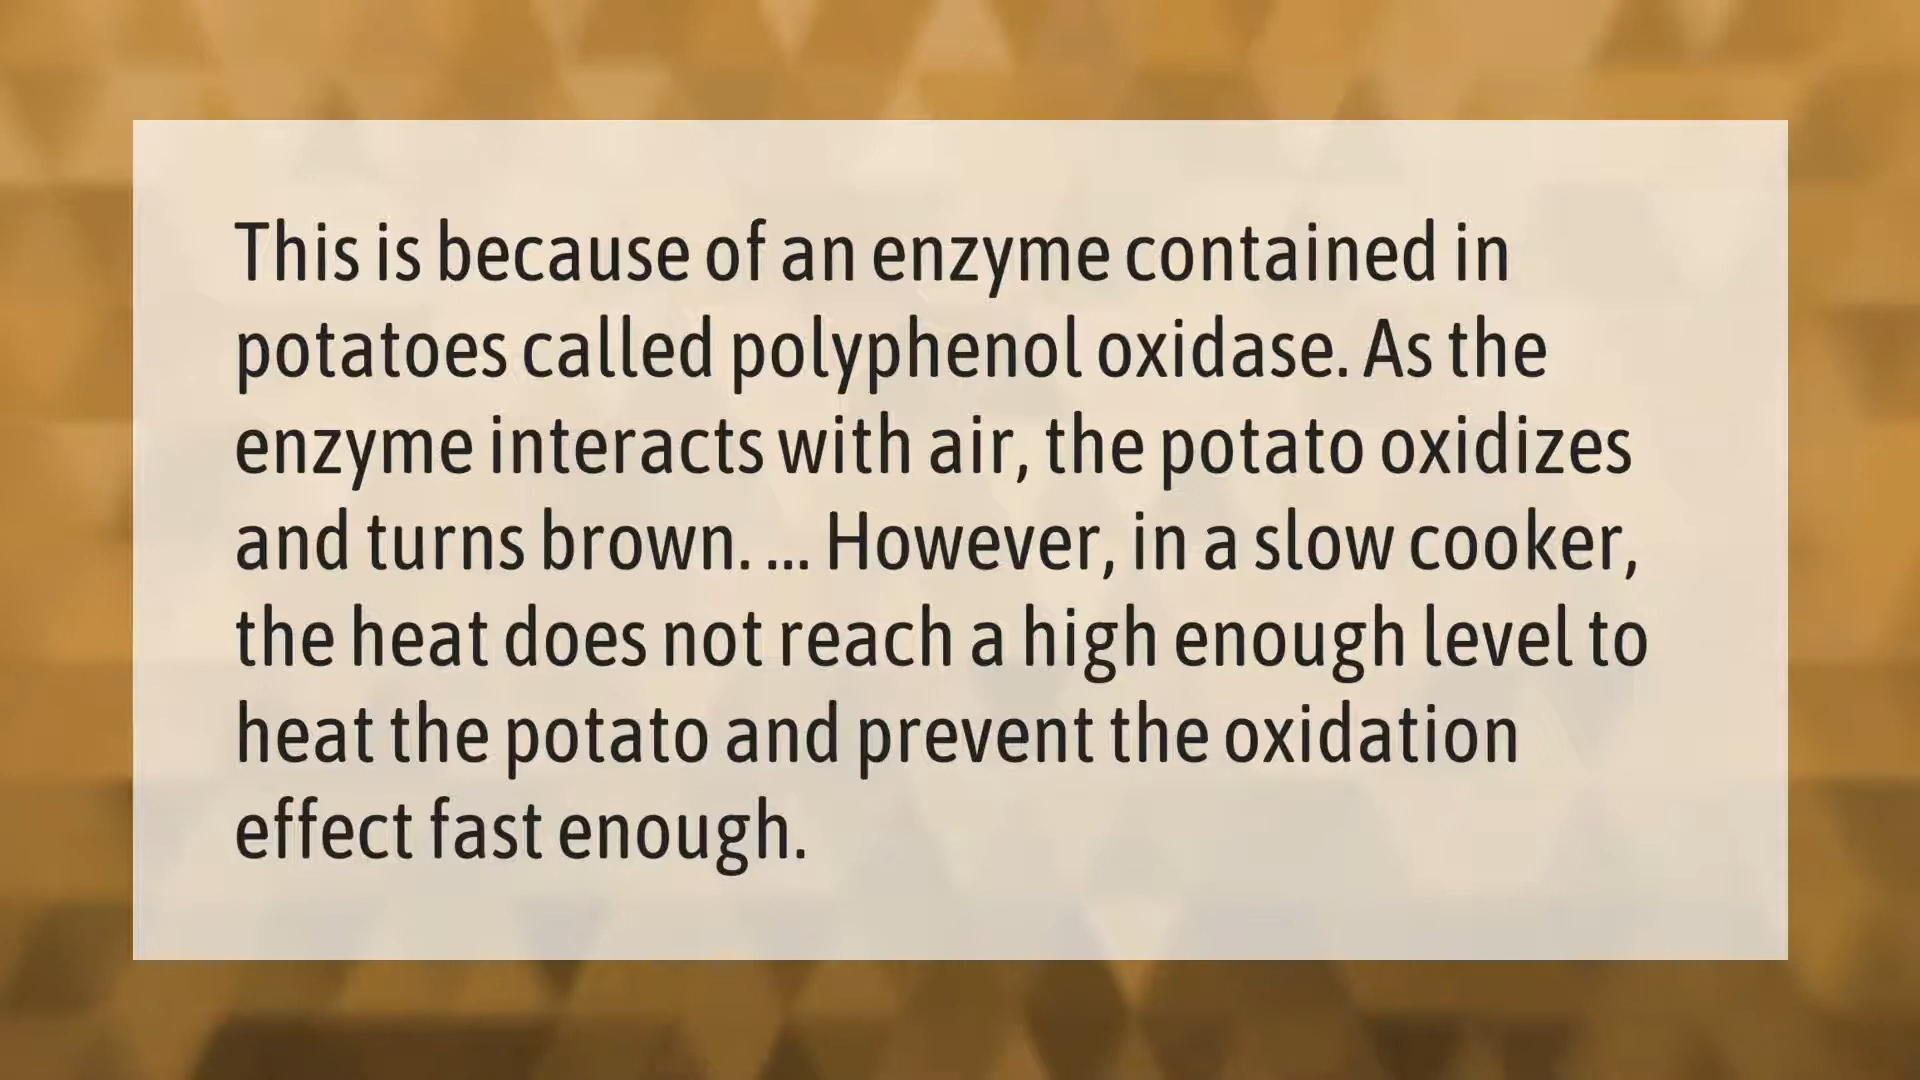 This is because of an enzyme contained in
potatoes called polyphenol oxidase. As the
enzyme interacts with air, the potato oxidizes
and turns brown. ... However, in a slow cooker,
the heat does not reach a high enough level to
heat the potato and prevent the oxidation
effect fast enough.